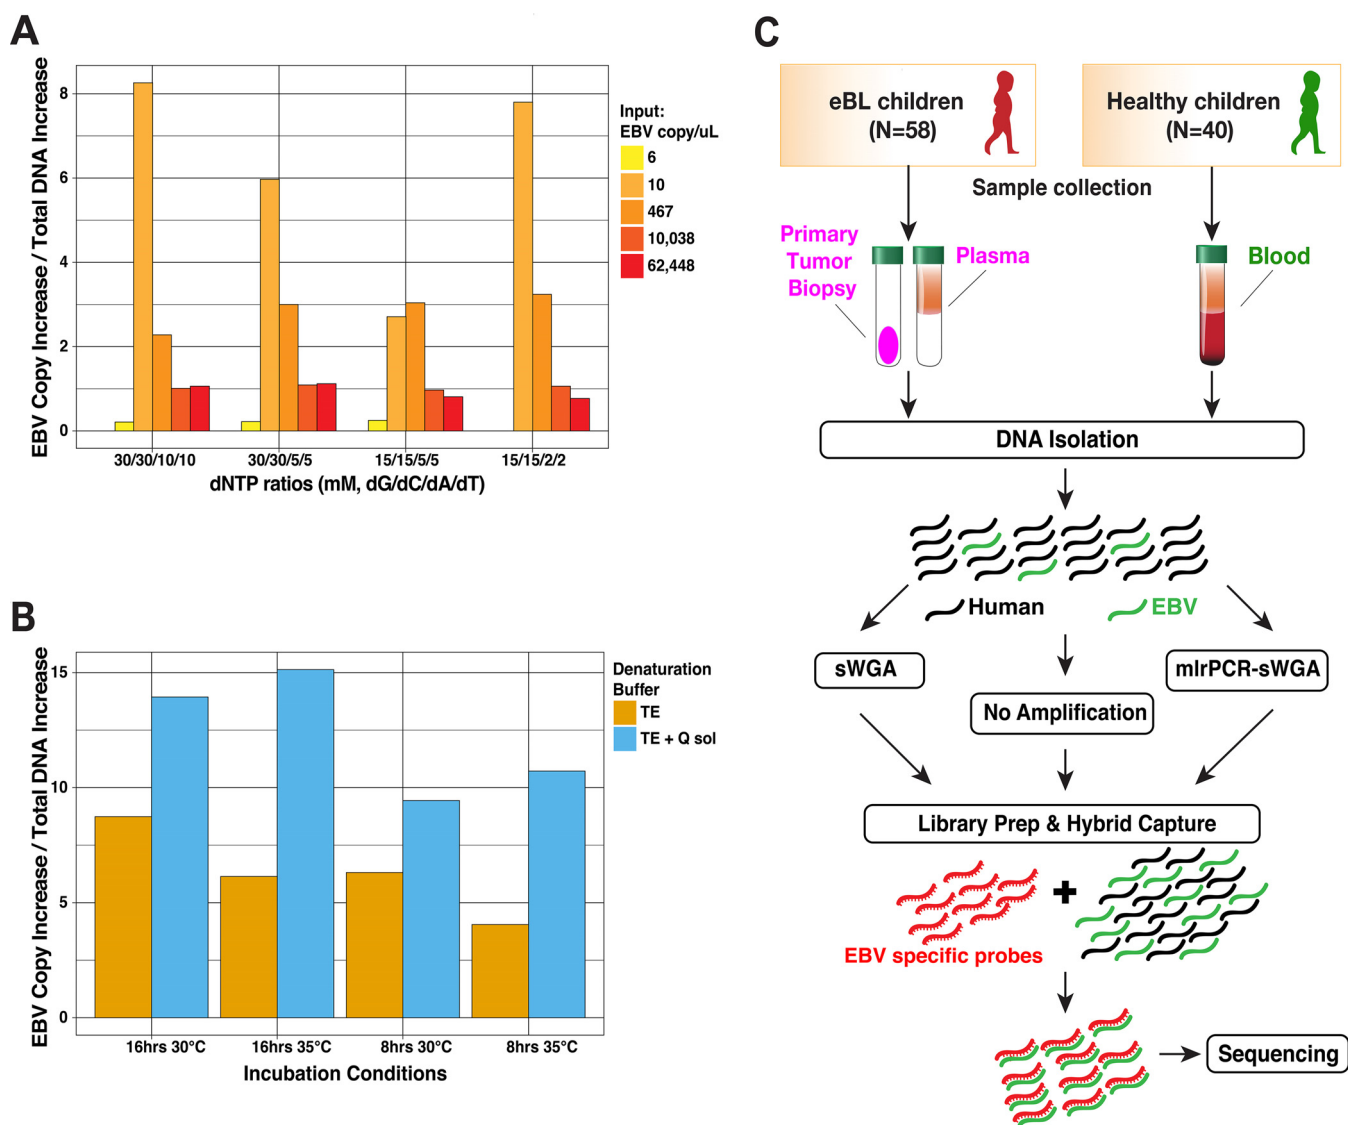 A
EBV Copy Increase / Total DNA Increase
8
6
4
2
0
30/30/10/10
30/30/5/5
15/15/5/5
15/15/2/2
dNTP ratios (mM, dG/dC/dA/dT)
Input:
EBV copy/uL
6
10
467
10,038
62,448
B
EBV Copy Increase / Total DNA Increase
15
10
5
0
16hrs 30°C
16hrs 35°C
8hrs 30°C
8hrs 35°C
Incubation Conditions
Denaturation
Buffer
TE
TE + Q sol
C
eBL children
(N=58)
Healthy children
(N=40)
Sample collection
Primary
Tumor
Biopsy
Plasma
Blood
DNA Isolation
Human
EBV
sWGA
No Amplification
mlrPCR-sWGA
Library Prep & Hybrid Capture
EBV specific probes
Sequencing